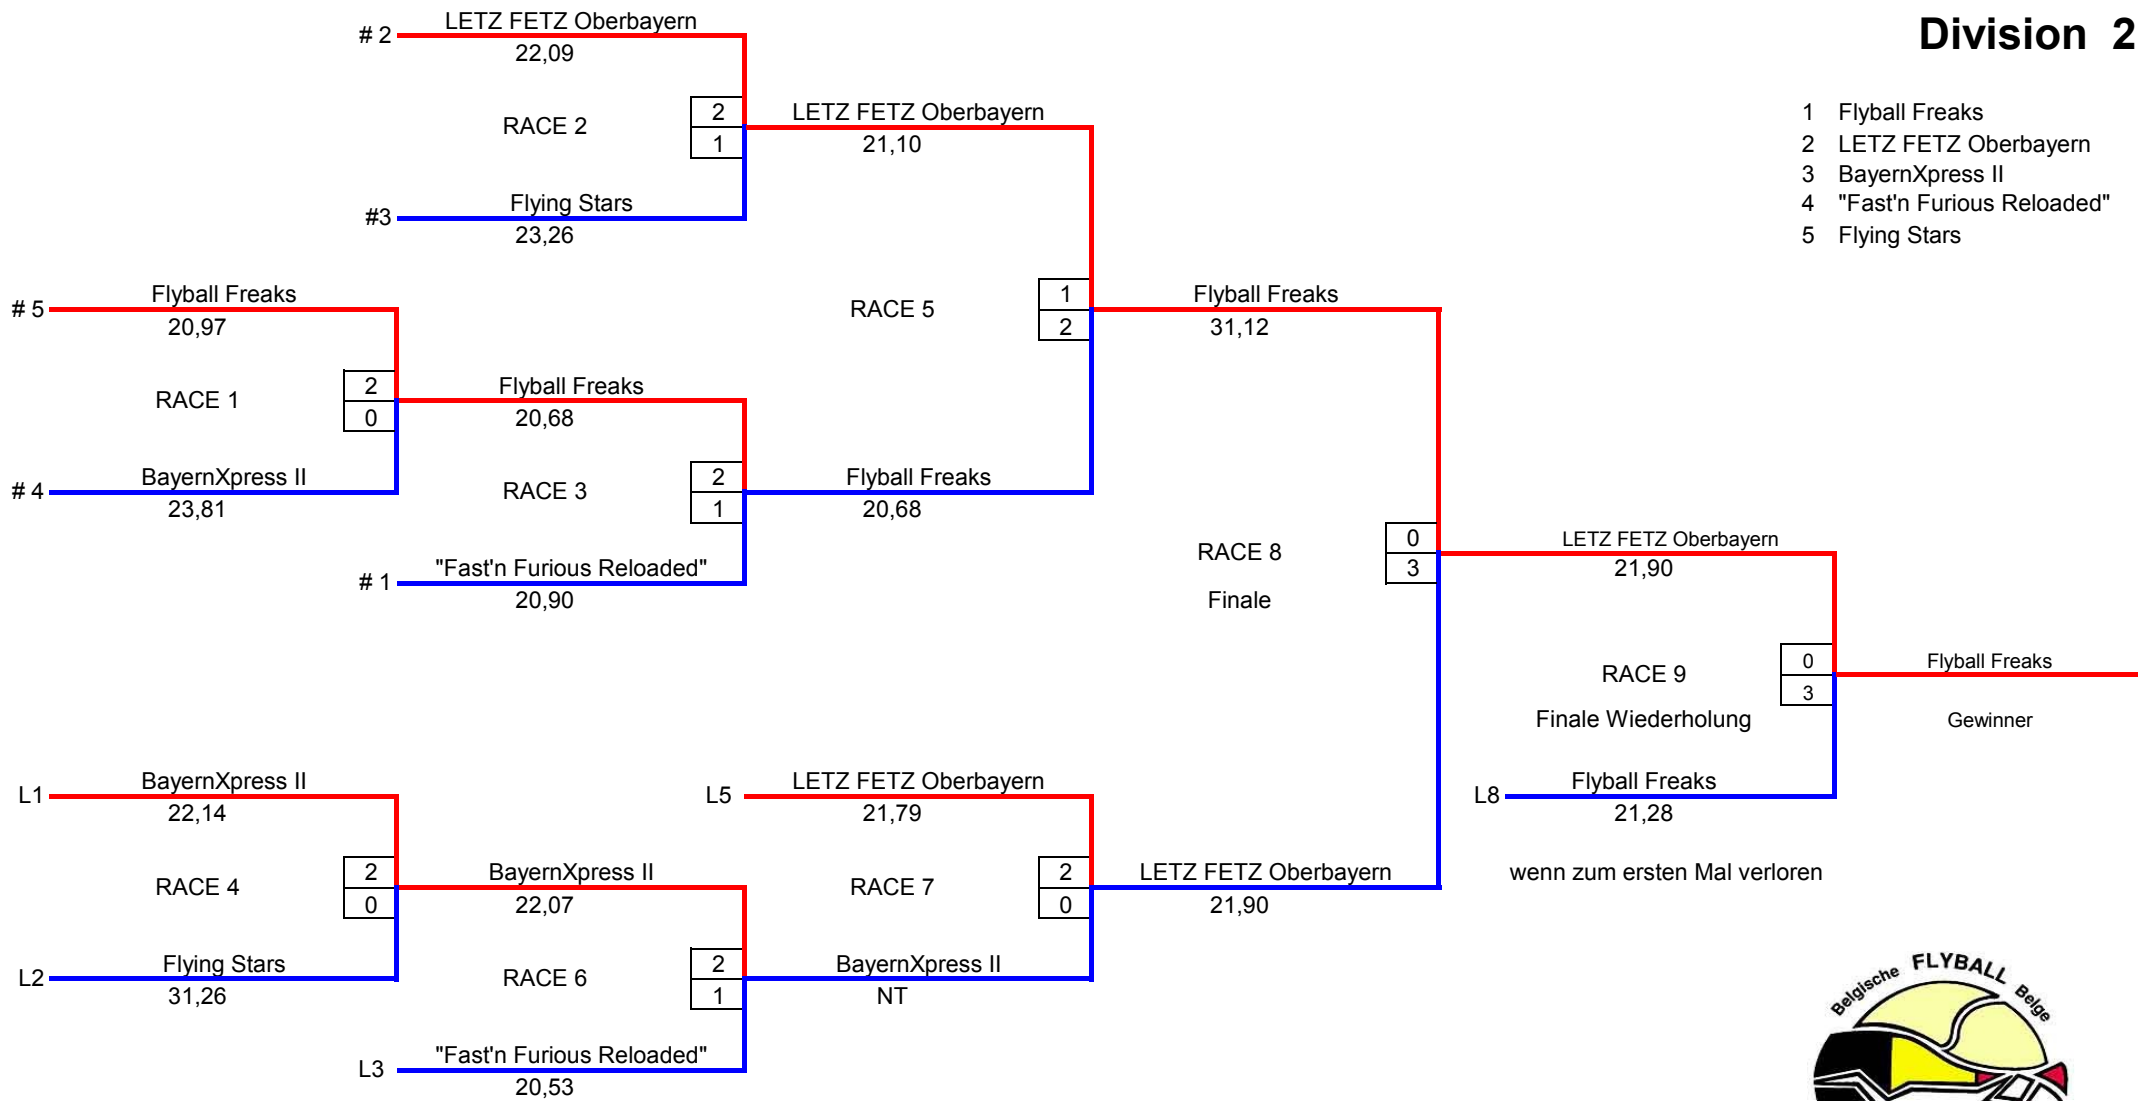 Division 2
1 Flyball Freaks
2 LETZ FETZ Oberbayern
3 BayernXpress II
4 "Fast'n Furious Reloaded"
5 Flying Stars
# 2 LETZ FETZ Oberbayern
22,09
RACE 2
2
1
#3 Flying Stars
23,26
# 5 Flyball Freaks
20,97
RACE 1
2
0
# 4 BayernXpress II
23,81
Flyball Freaks
20,68
RACE 3
2
1
# 1 "Fast'n Furious Reloaded"
20,90
LETZ FETZ Oberbayern
21,10
RACE 5
1
2
Flyball Freaks
20,68
Flyball Freaks
31,12
RACE 8
Finale
0
3
LETZ FETZ Oberbayern
21,90
RACE 9
Finale Wiederholung
0
3
Flyball Freaks
Gewinner
L8 Flyball Freaks
21,28
wenn zum ersten Mal verloren
L1 BayernXpress II
22,14
RACE 4
2
0
L2 Flying Stars
31,26
BayernXpress II
22,07
RACE 6
2
1
L3 "Fast'n Furious Reloaded"
20,53
L5 LETZ FETZ Oberbayern
21,79
RACE 7
2
0
BayernXpress II
NT
LETZ FETZ Oberbayern
21,90
Belgische FLYBALL Belge